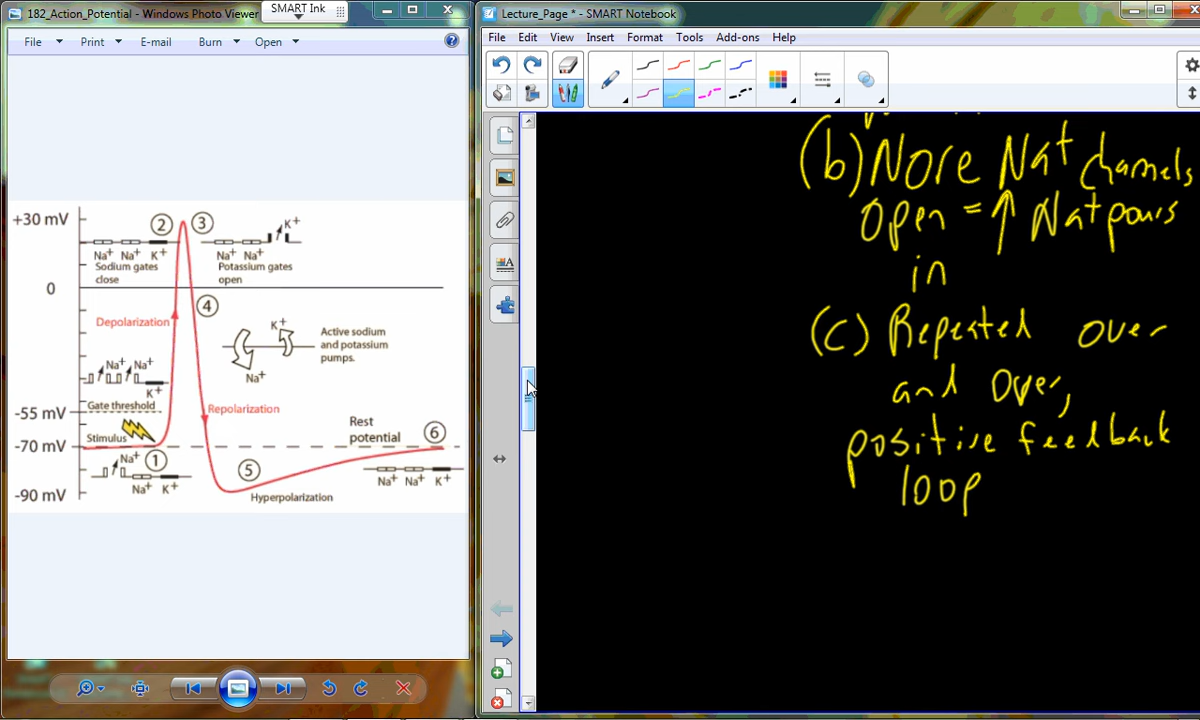 182_Action_Potential - Windows Photo Viewer
SMART Ink
File Print E-mail Burn Open
+30 mV
0
-55 mV
-70 mV
-90 mV
2
3
K+
Na+ Na+ K+
Sodium gates
close
Na+ Na+
Potassium gates
open
4
Depolarization
K+
Na+
Active sodium
and potassium
pumps.
Na+ Na+
K+
Gate threshold
Stimulus
Repolarization
Rest
potential
6
1
Na+
Na+ K+
5
Hyperpolarization
Na+ Na+ K+
Lecture_Page * - SMART Notebook
File Edit View Insert Format Tools Add-ons Help
(b) More Na+ channels
Open = ↑ Na+ pours
in
(c) Repeated over
and over,
positive feedback
loop